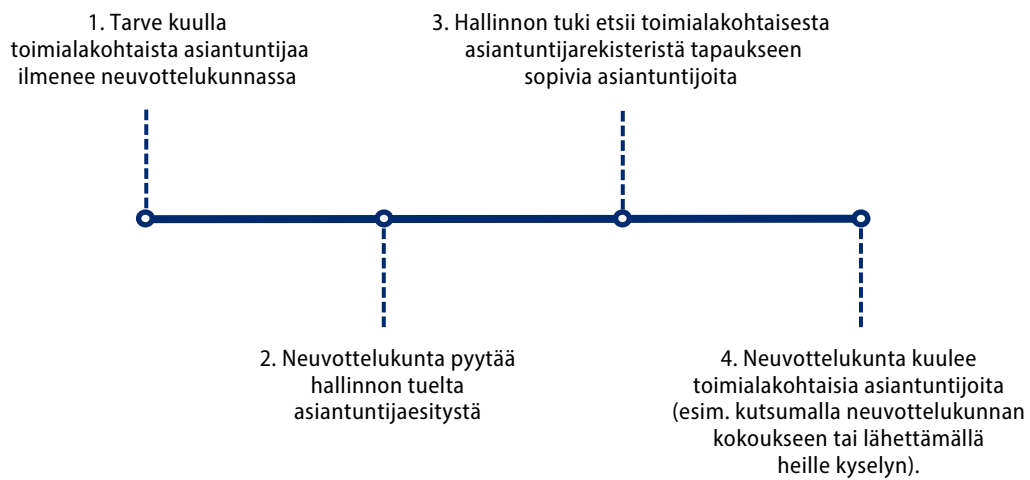 1. Tarve kuulla
toimialakohtaista asiantuntijaa
ilmenee neuvottelukunnassa
2. Neuvottelukunta pyytää
hallinnon tuelta
asiantuntijaesitystä
3. Hallinnon tuki etsii toimialakohtaisesta
asiantuntijarekisteristä tapaukseen
sopivia asiantuntijoita
4. Neuvottelukunta kuulee
toimialakohtaisia asiantuntijoita
(esim. kutsumalla neuvottelukunnan
kokoukseen tai lähettämällä
heille kyselyn).